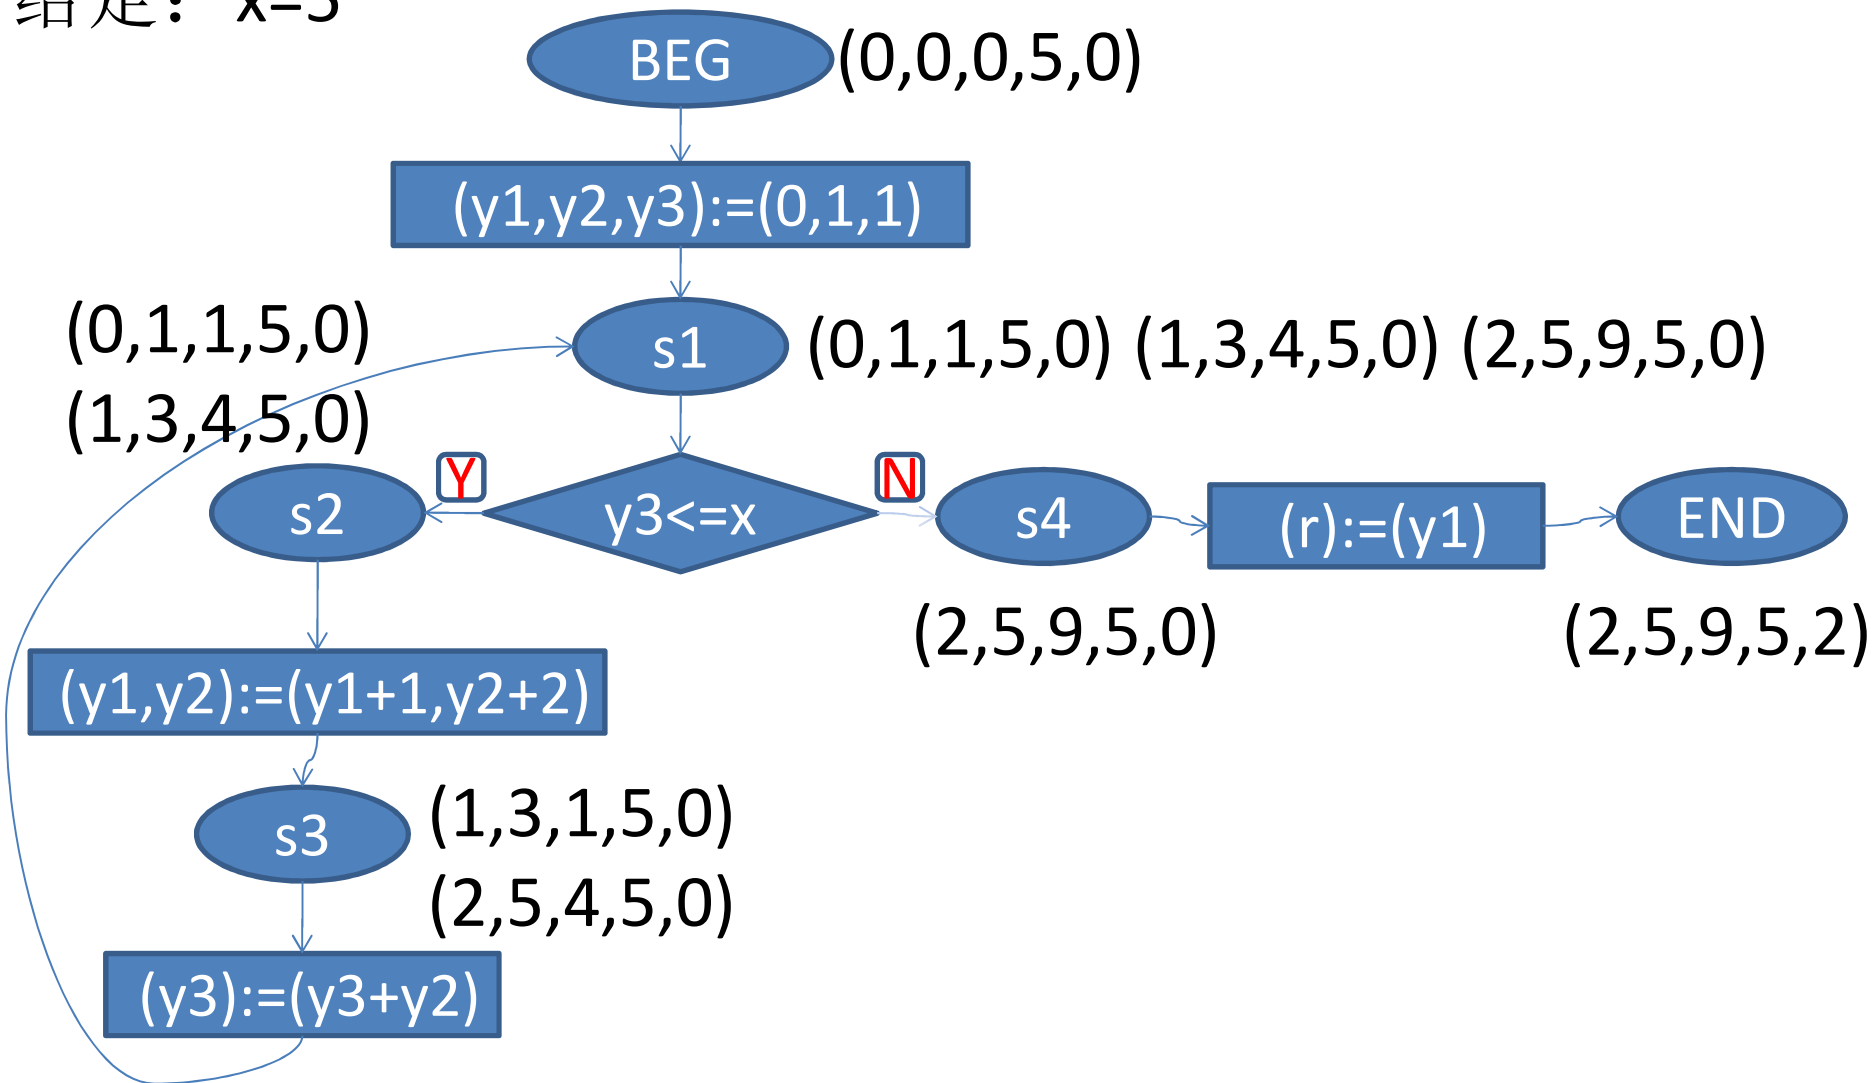 给定：x=5
BEG
(0,0,0,5,0)
(y1,y2,y3):=(0,1,1)
(0,1,1,5,0)
(1,3,4,5,0)
s1
(0,1,1,5,0) (1,3,4,5,0) (2,5,9,5,0)
s2
Y
y3<=x
N
s4
(r):=(y1)
END
(2,5,9,5,0)
(2,5,9,5,2)
(y1,y2):=(y1+1,y2+2)
s3
(1,3,1,5,0)
(2,5,4,5,0)
(y3):=(y3+y2)